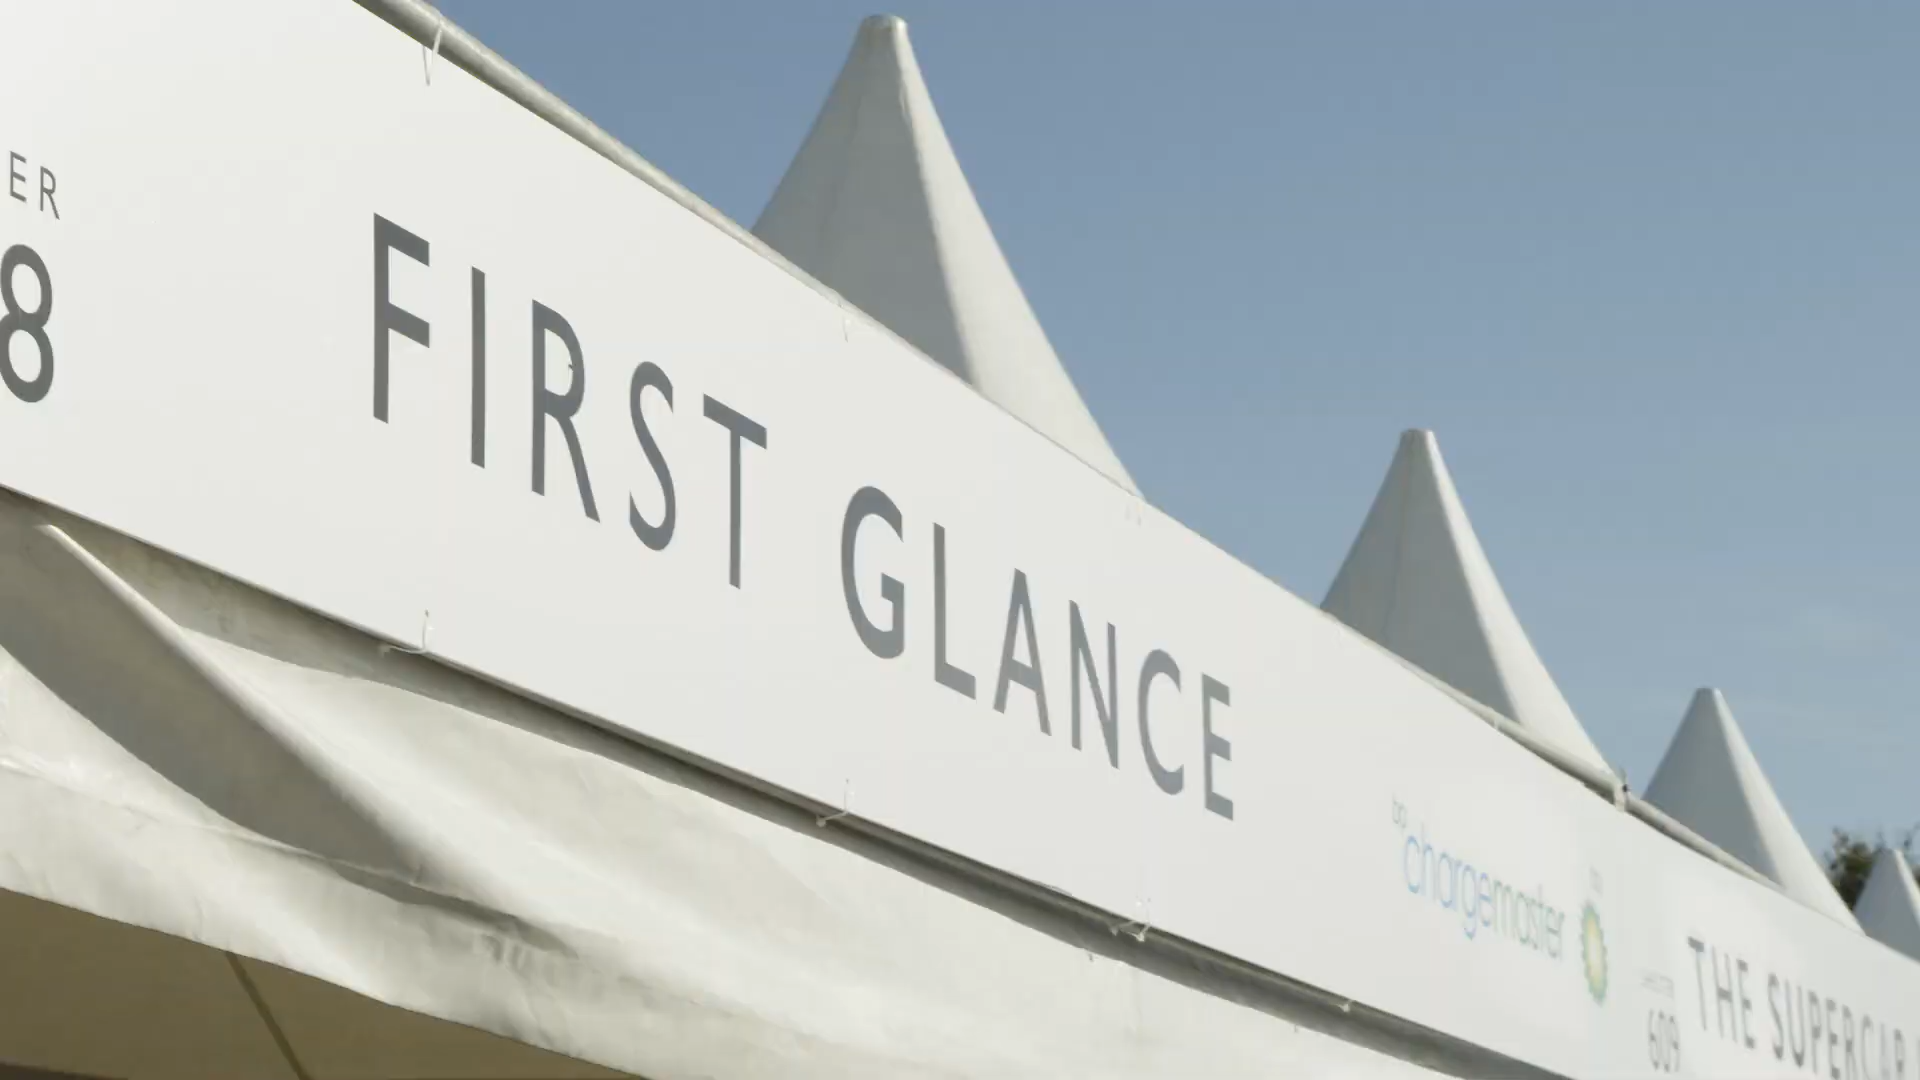 ER
8
FIRST GLANCE
bp
chargemaster
609
THE SUPERCAR